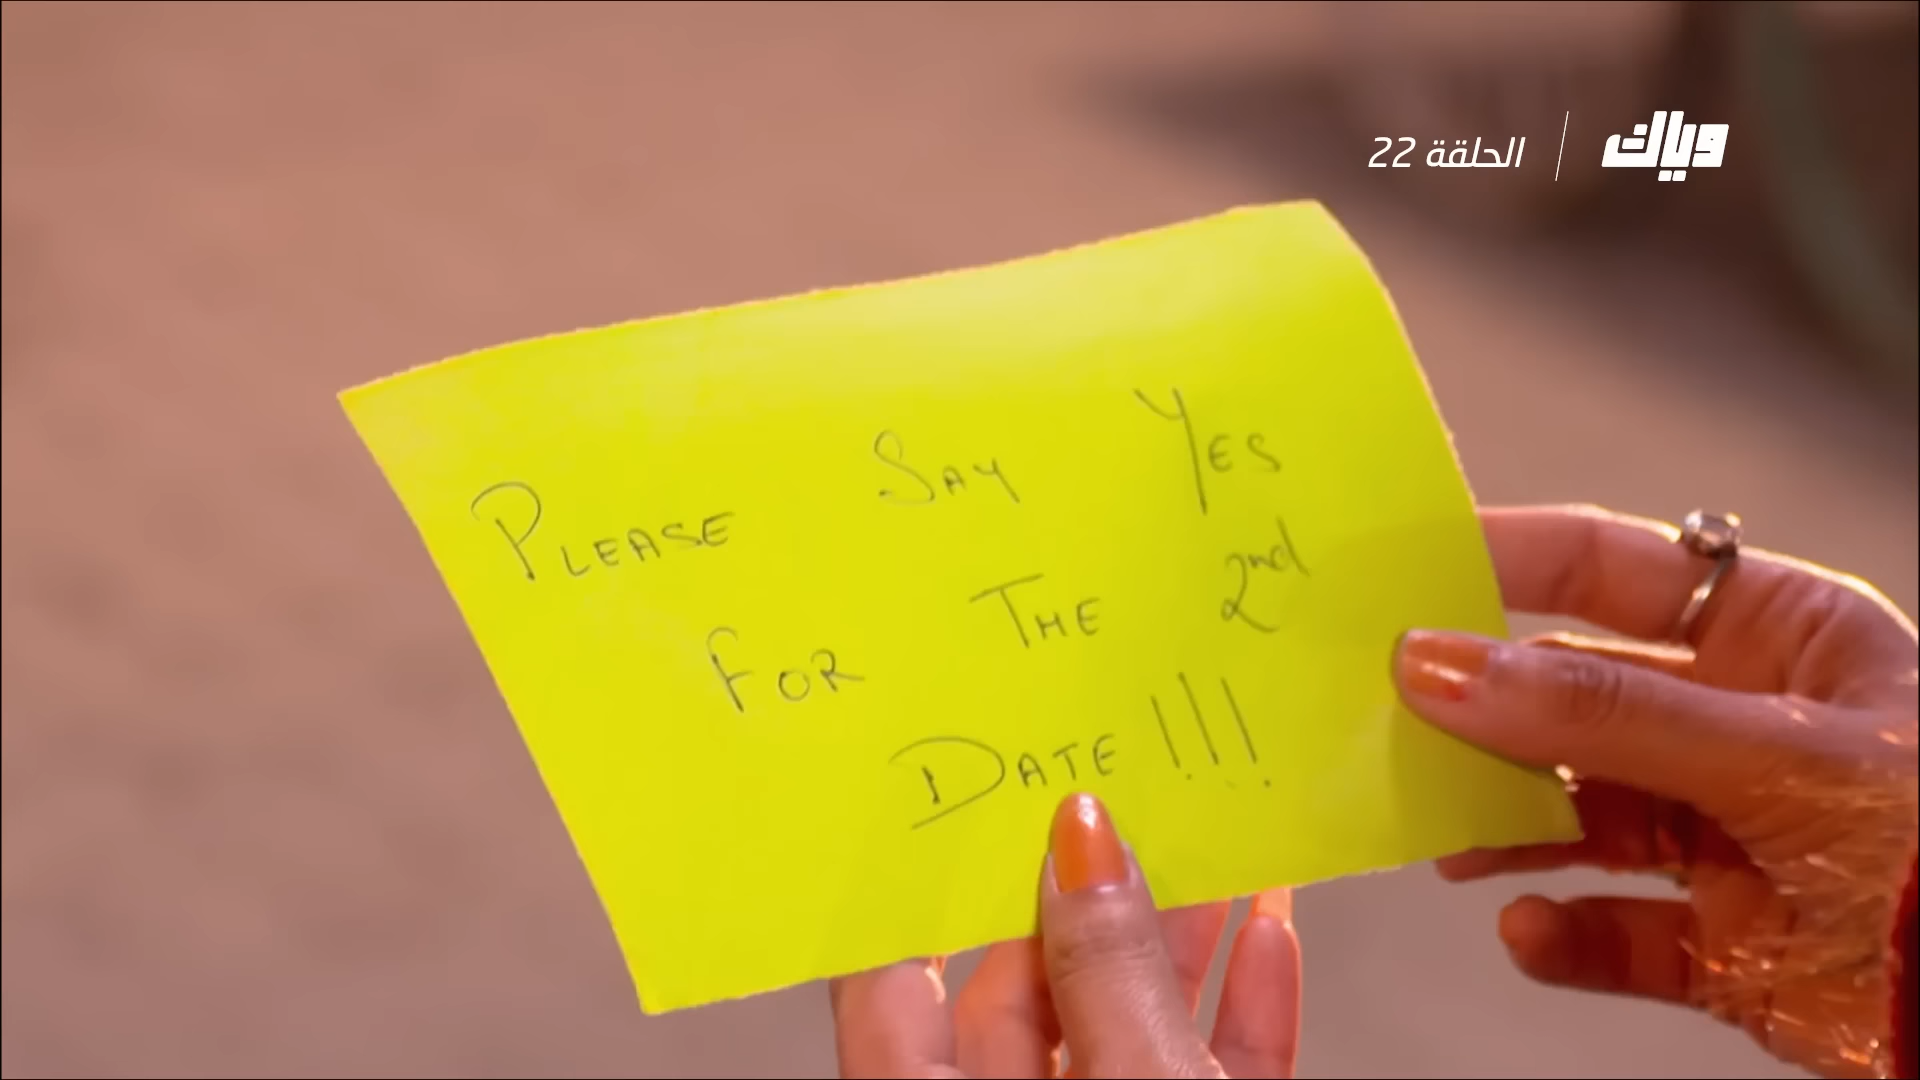 الحلقة 22 | وياك
PLEASE SAY YES
FOR THE 2nd
DATE!!!